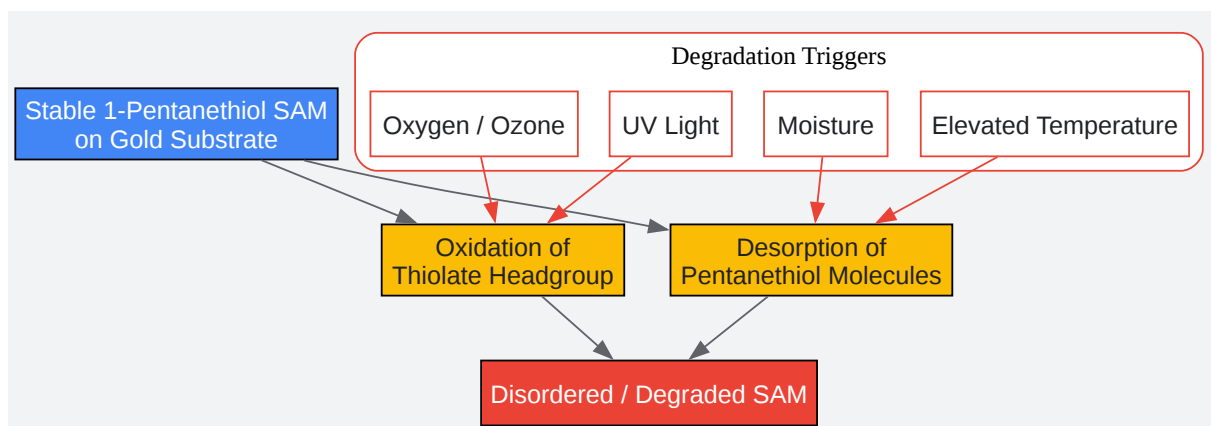 Degradation Triggers
Stable 1-Pentanethiol SAM
on Gold Substrate
Oxygen / Ozone
UV Light
Moisture
Elevated Temperature
Oxidation of
Thiolate Headgroup
Desorption of
Pentanethiol Molecules
Disordered / Degraded SAM